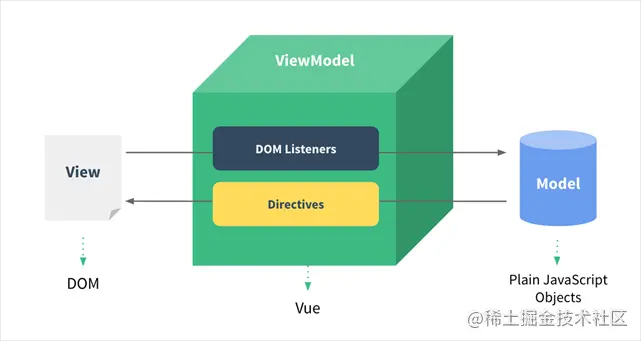 ViewModel
DOM Listeners
View
Model
Directives
DOM
Vue
Plain JavaScript
Objects
@稀土掘金技术社区